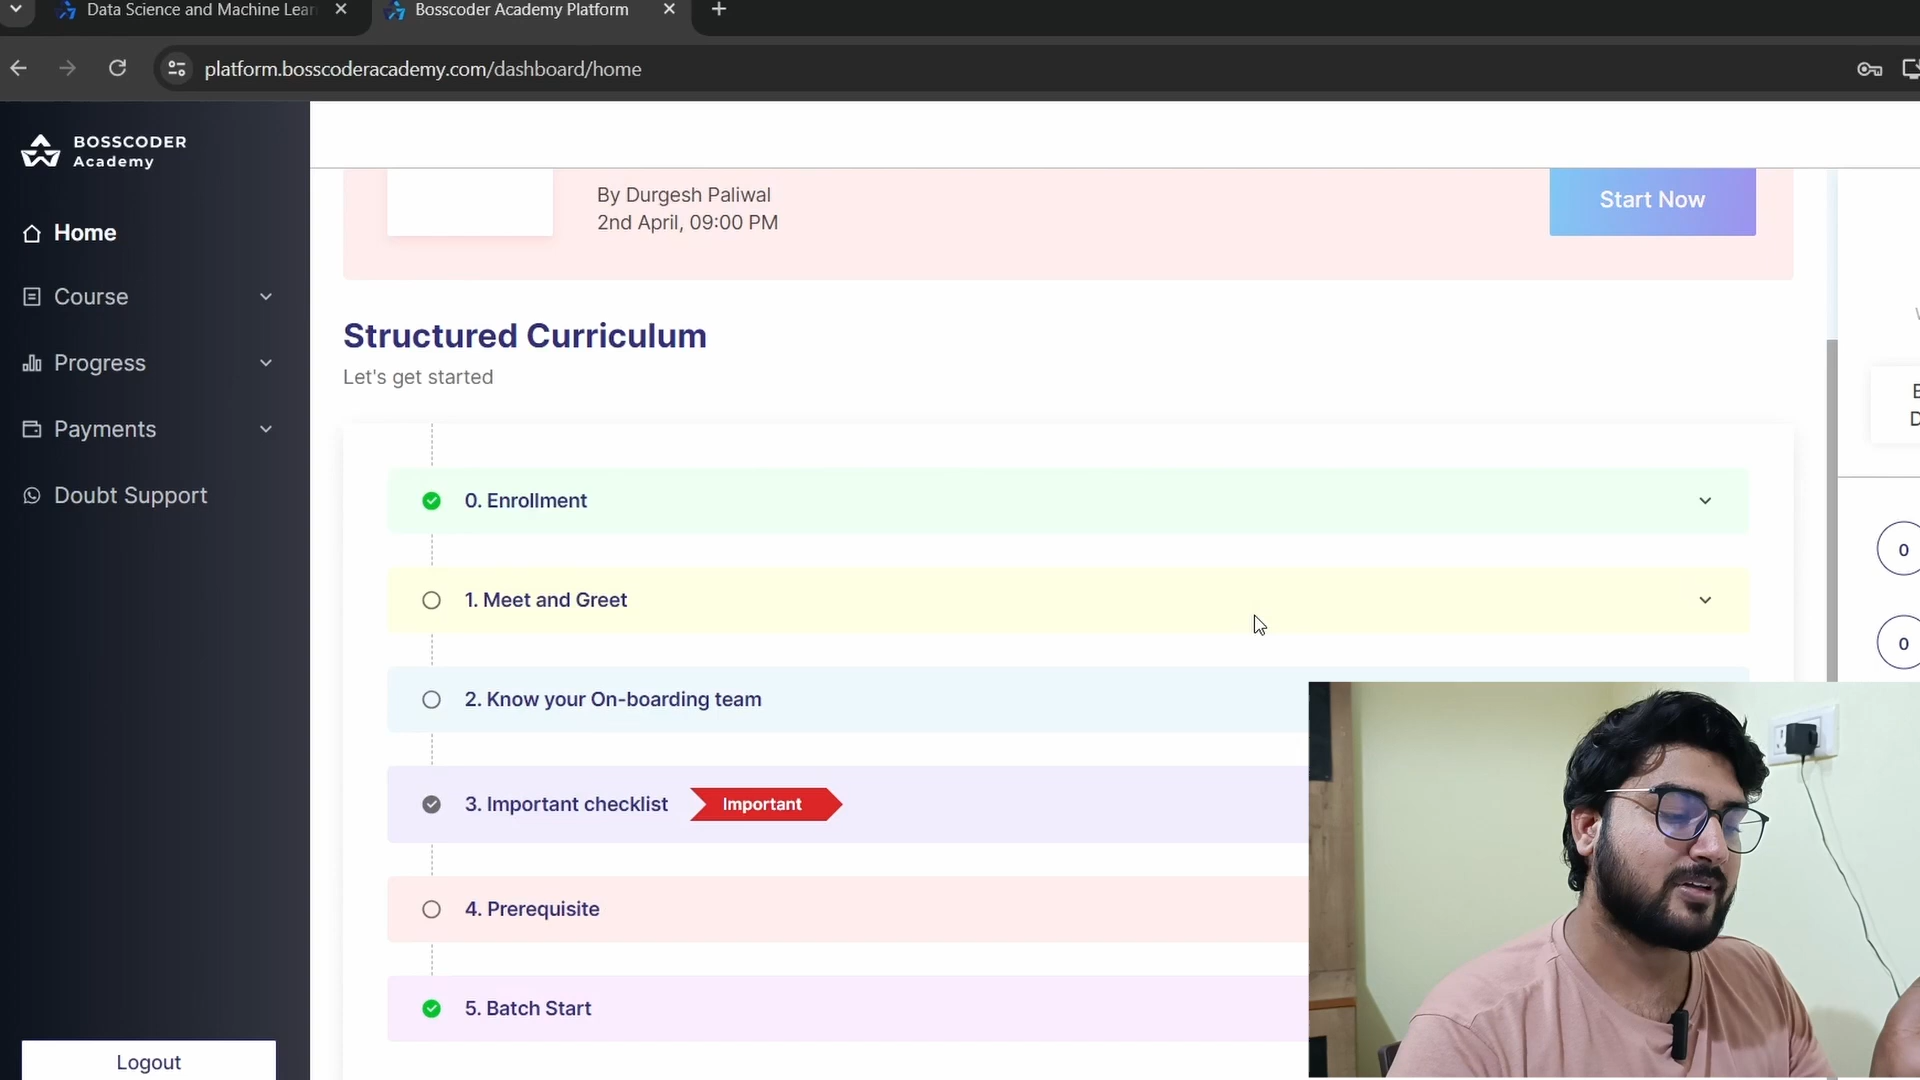 Data Science and Machine Lear
Bosscoder Academy Platform
platform.bosscoderacademy.com/dashboard/home
BOSSCODER
Academy
Home
Course
Progress
Payments
Doubt Support
Logout
By Durgesh Paliwal
2nd April, 09:00 PM
Start Now
Structured Curriculum
Let's get started
0. Enrollment
1. Meet and Greet
2. Know your On-boarding team
3. Important checklist
Important
4. Prerequisite
5. Batch Start
0
0